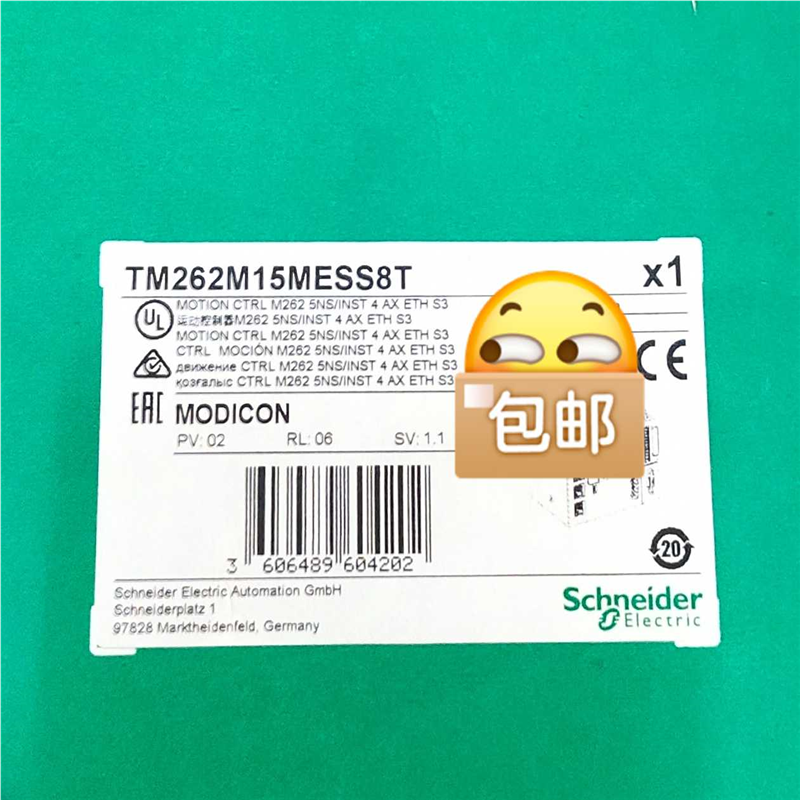 TM262M15MESS8T
x1
UL
MOTION CTRL M262 5NS/INST 4 AX ETH S3
运动控制器M262 5NS/INST 4 AX ETH S3
MOTION CTRL M262 5NS/INST 4 AX ETH S3
CTRL MOCIÓN M262 5NS/INST 4 AX ETH S3
движение CTRL M262 5NS/INST 4 AX ETH S3
қозғалыс CTRL M262 5NS/INST 4 AX ETH S3
CE
EAC
MODICON
包邮
PV: 02 RL: 06 SV: 1.1
3 606489 604202
20
Schneider Electric Automation GmbH
Schneiderplatz 1
97828 Marktheidenfeld, Germany
Schneider
Electric